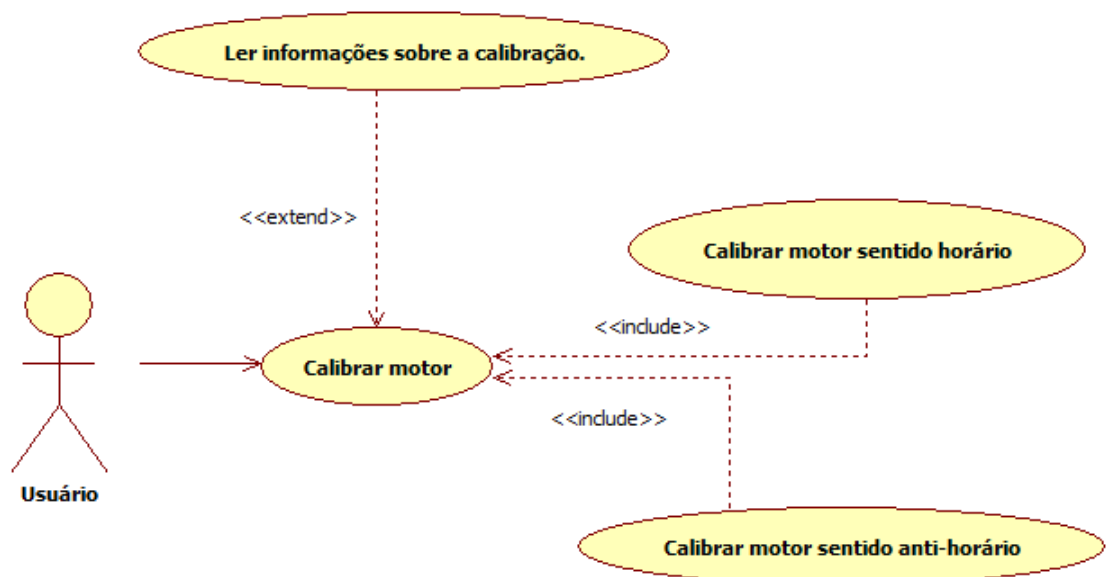 Ler informações sobre a calibração.
<<extend>>
Calibrar motor sentido horário
<<include>>
Calibrar motor
<<include>>
Usuário
Calibrar motor sentido anti-horário